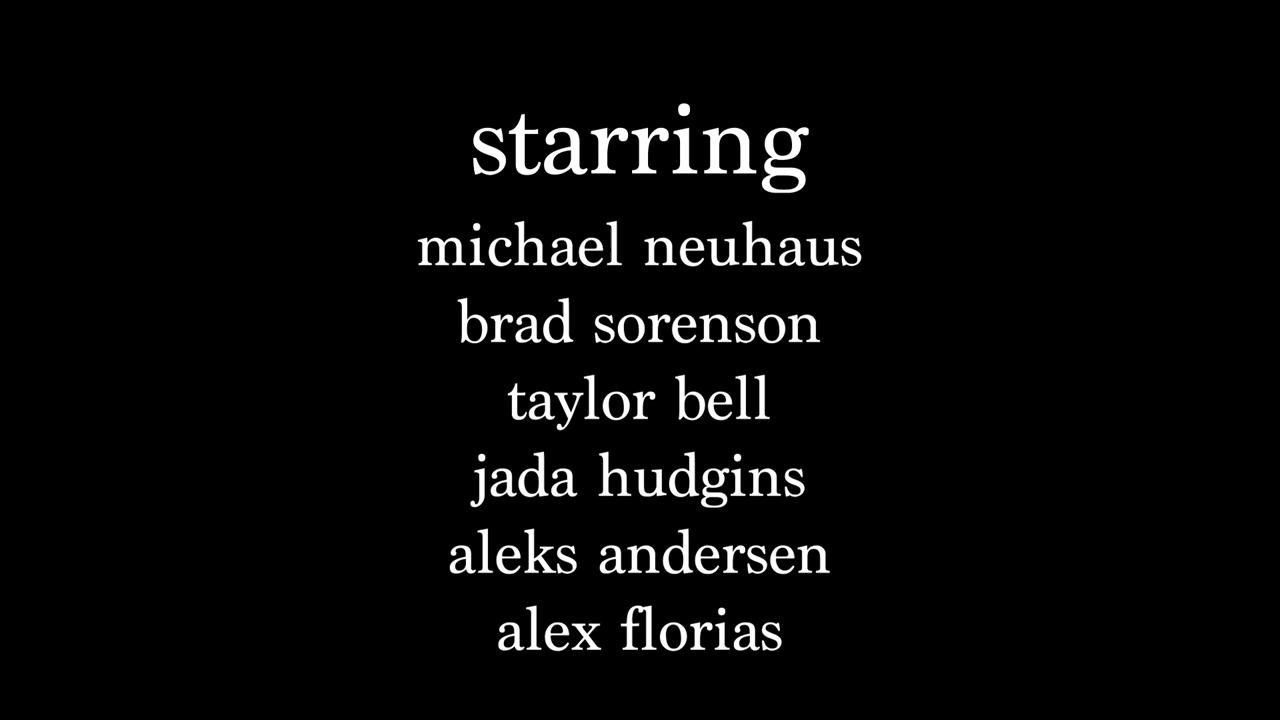 starring
michael neuhaus
brad sorenson
taylor bell
jada hudgins
aleks andersen
alex florias